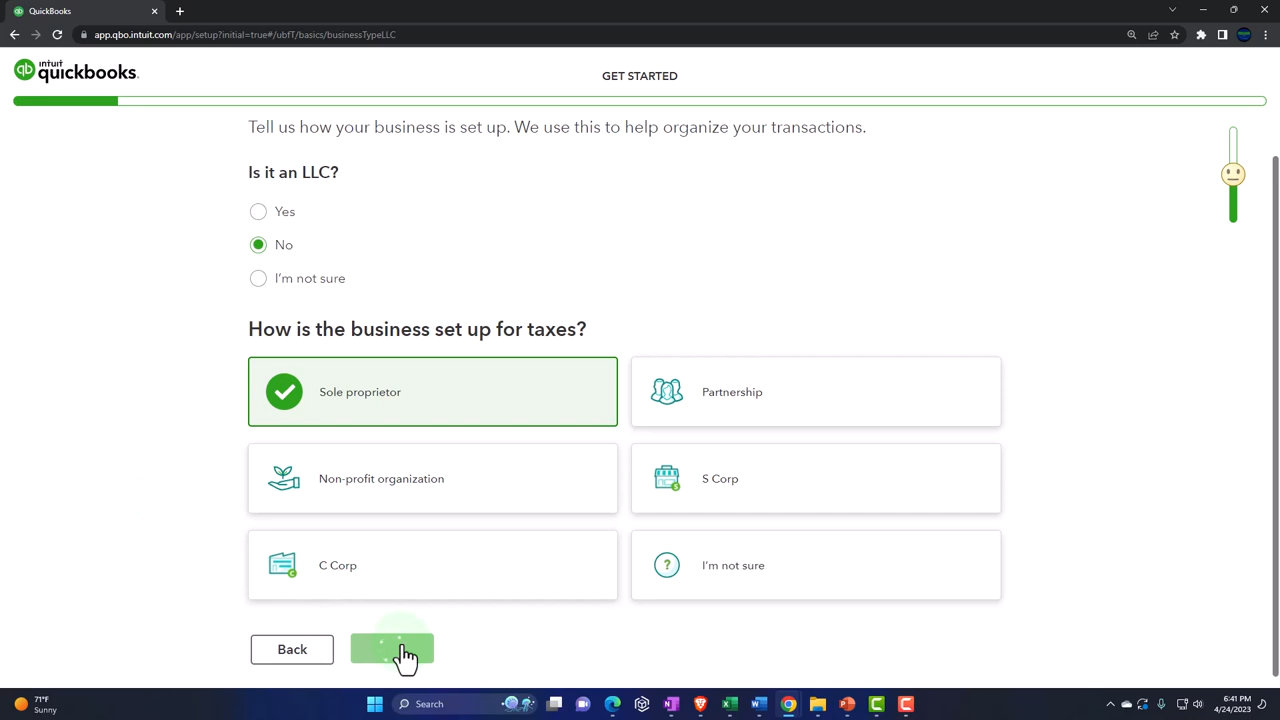 QuickBooks
app.qbo.intuit.com/app/setup?initial=true#/ubfT/basics/businessTypeLLC
qb intuit quickbooks.
GET STARTED
Tell us how your business is set up. We use this to help organize your transactions.
Is it an LLC?
Yes
No
I'm not sure
How is the business set up for taxes?
Sole proprietor
Partnership
Non-profit organization
S Corp
C Corp
I'm not sure
Back
71°F
Sunny
Search
6:41 PM
4/24/2023